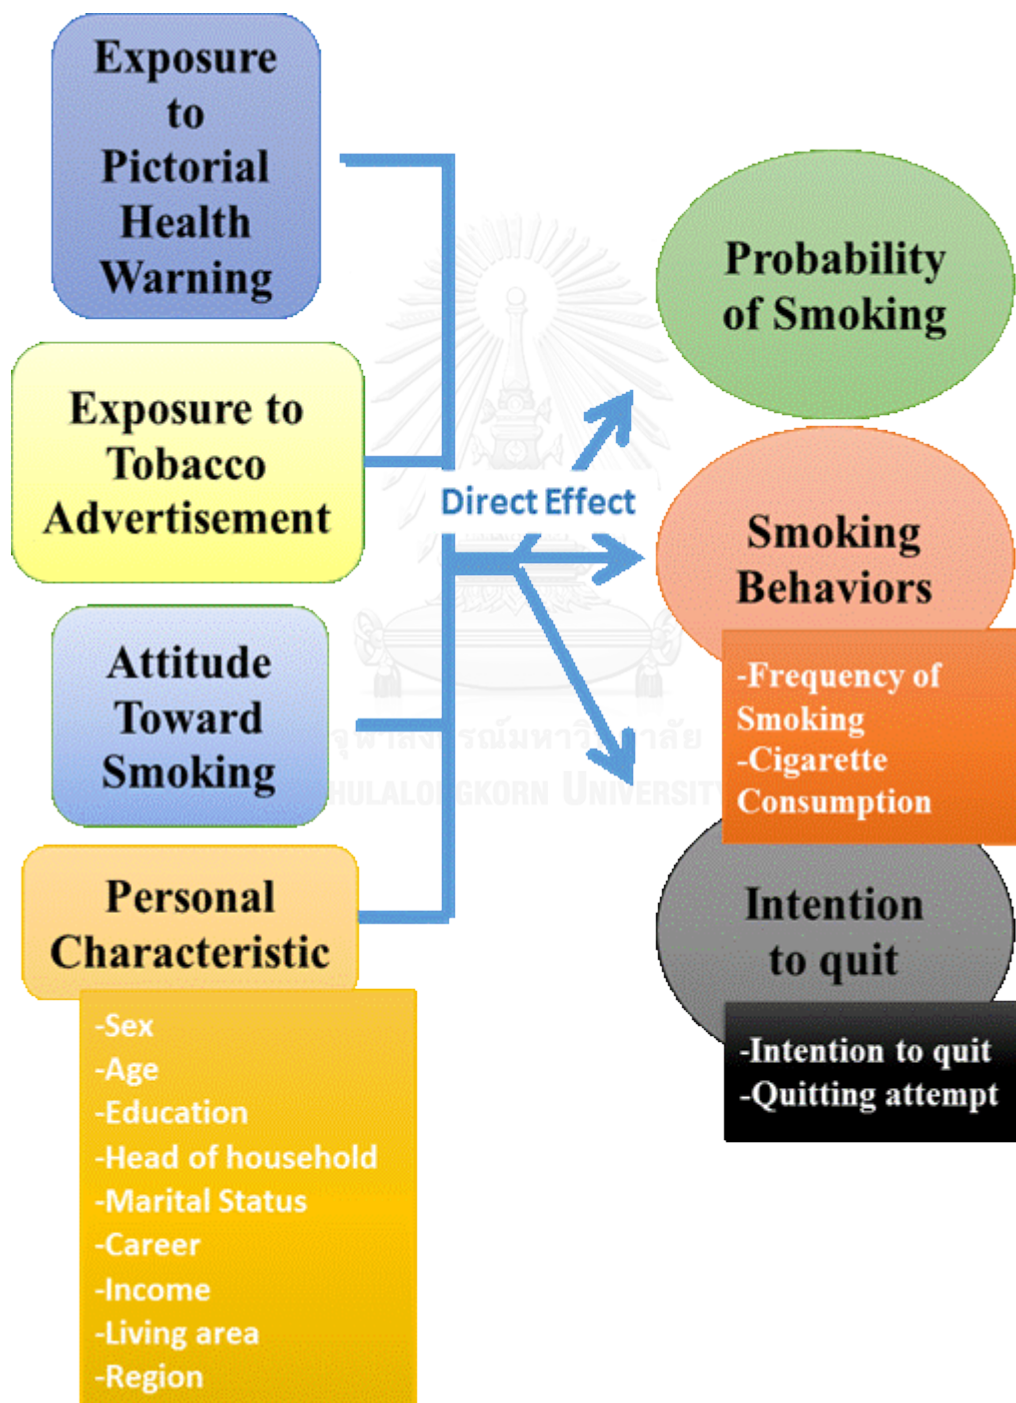 Exposure
to
Pictorial
Health
Warning
Exposure to
Tobacco
Advertisement
Attitude
Toward
Smoking
Personal
Characteristic
-Sex
-Age
-Education
-Head of household
-Marital Status
-Career
-Income
-Living area
-Region
Direct Effect
Probability
of Smoking
Smoking
Behaviors
-Frequency of
Smoking
-Cigarette
Consumption
Intention
to quit
-Intention to quit
-Quitting attempt
HULALONGKORN UNIVERSITY